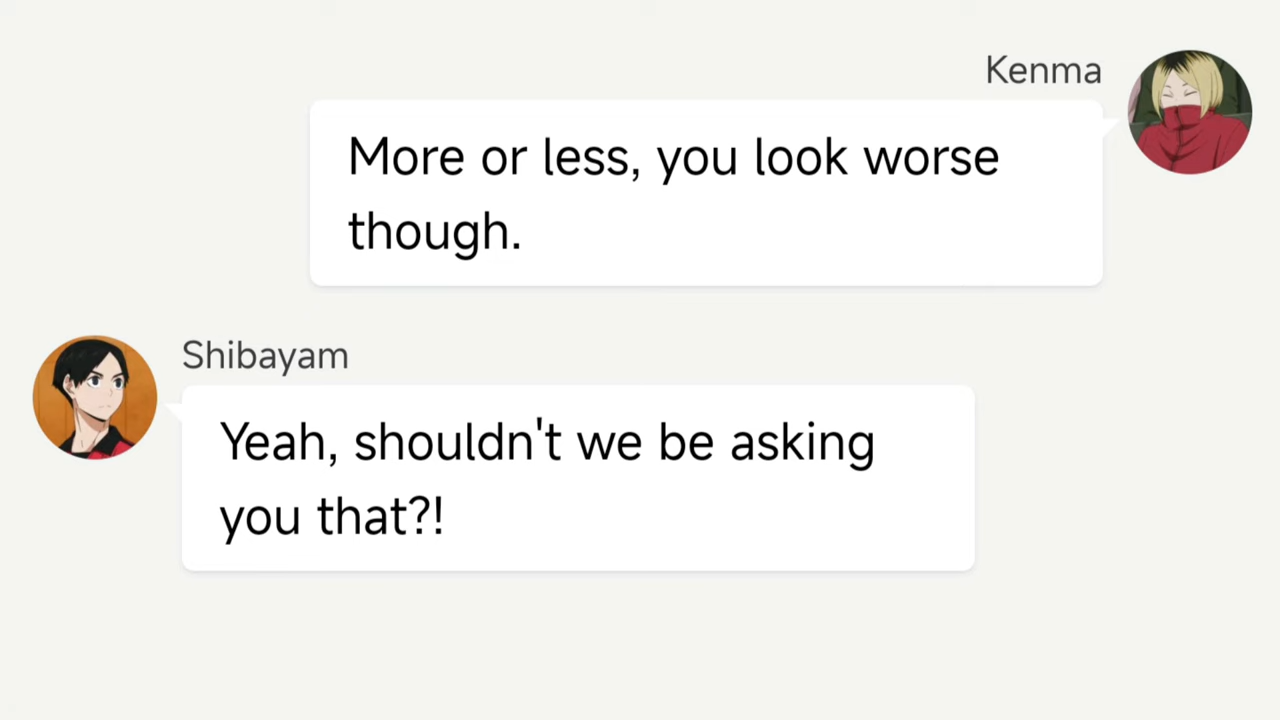 Kenma
More or less, you look worse
though.
Shibayam
Yeah, shouldn't we be asking
you that?!